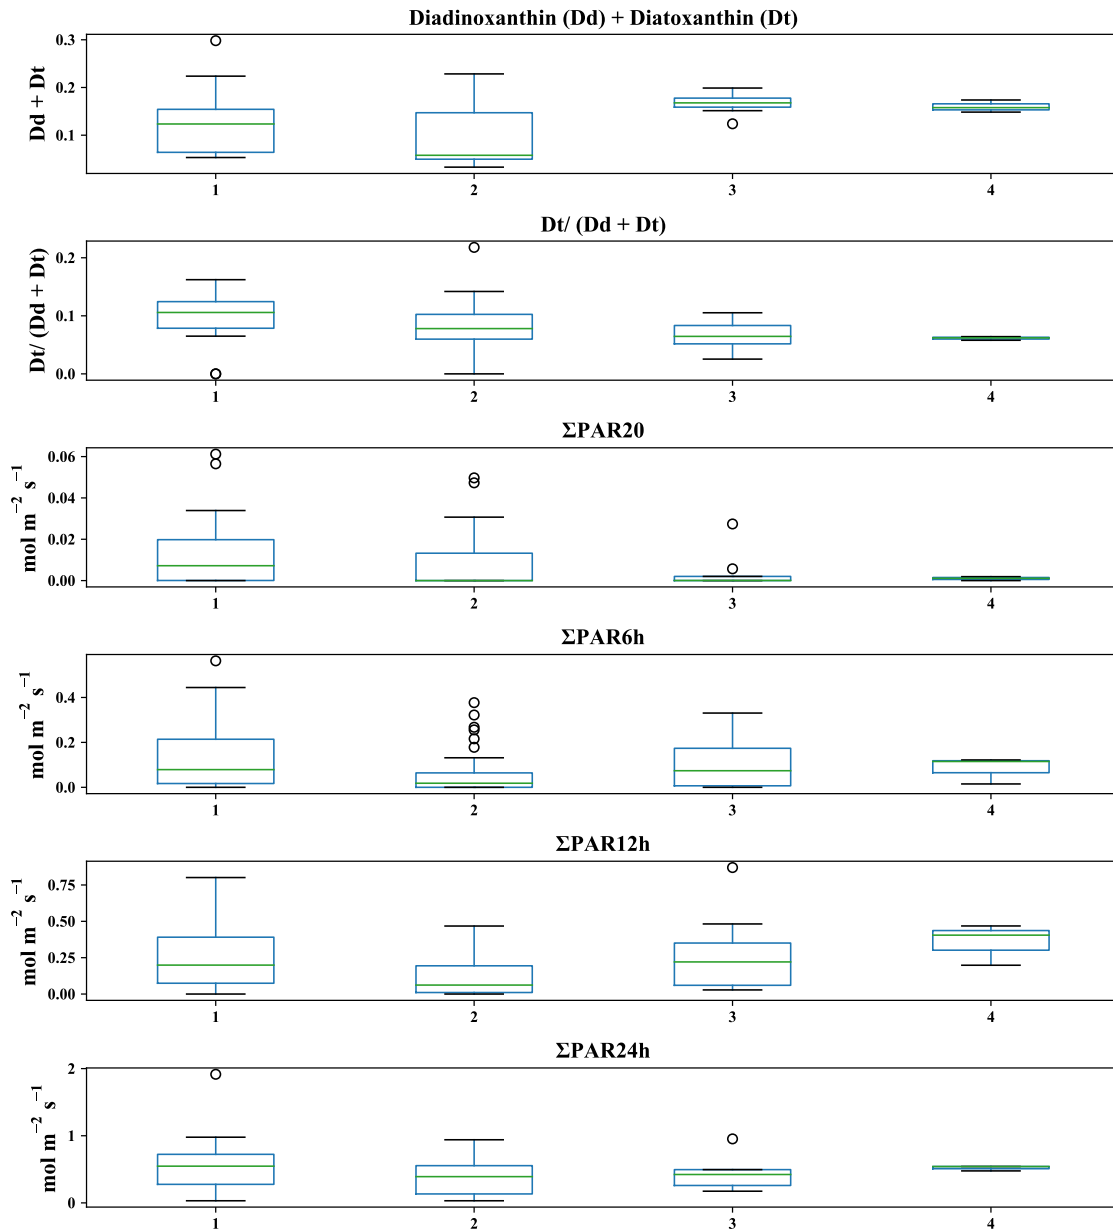 Diadinoxanthin (Dd) + Diatoxanthin (Dt)
Dd + Dt
0.3
0.2
0.1
1 2 3 4
Dt/ (Dd + Dt)
Dt/ (Dd + Dt)
0.2
0.1
0.0
1 2 3 4
ΣPAR20
mol m⁻² s⁻¹
0.06
0.04
0.02
0.00
1 2 3 4
ΣPAR6h
mol m⁻² s⁻¹
0.4
0.2
0.0
1 2 3 4
ΣPAR12h
mol m⁻² s⁻¹
0.75
0.50
0.25
0.00
1 2 3 4
ΣPAR24h
mol m⁻² s⁻¹
2
1
0
1 2 3 4